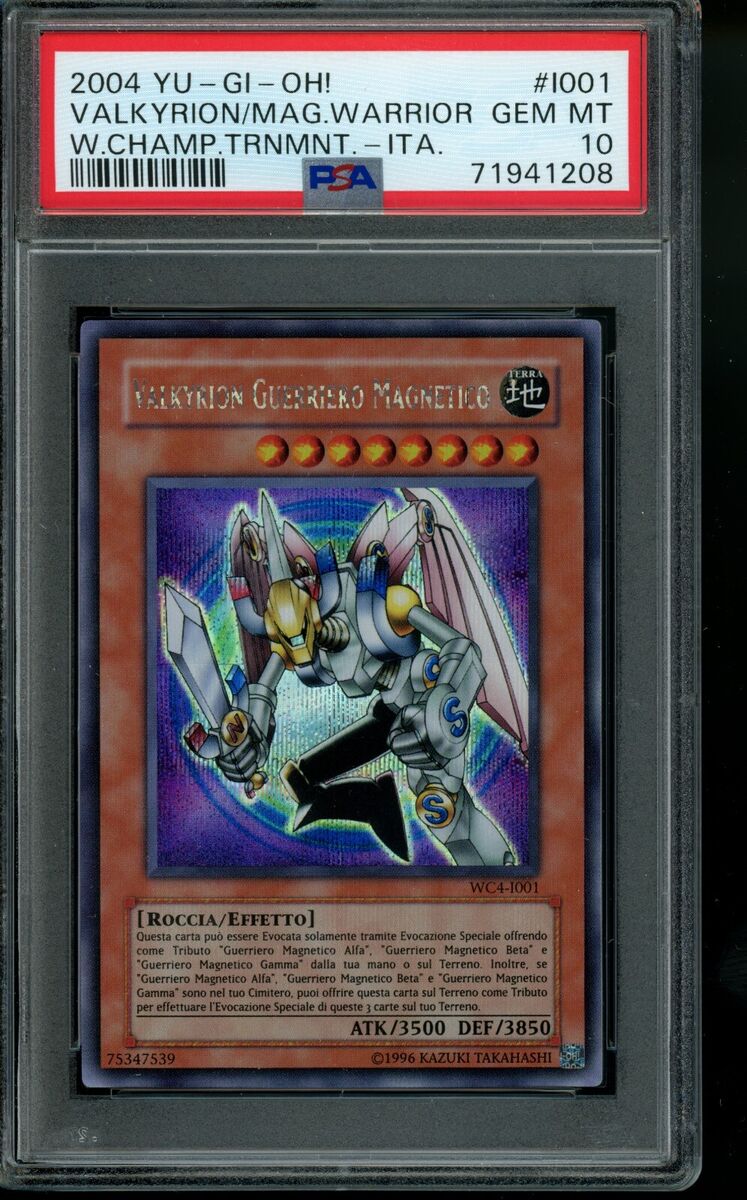 2004 YU-GI-OH! #I001
VALKYRION/MAG.WARRIOR GEM MT
W.CHAMP.TRNMNT.-ITA. 10
PSA 71941208
Valkyrion Guerriero Magnetico
TERRA
地
N
S
S
S
WC4-I001
[Roccia/Effetto]
Questa carta può essere Evocata solamente tramite Evocazione Speciale offrendo
come Tributo "Guerriero Magnetico Alfa", "Guerriero Magnetico Beta" e
"Guerriero Magnetico Gamma" dalla tua mano o sul Terreno. Inoltre, se
"Guerriero Magnetico Alfa", "Guerriero Magnetico Beta" e "Guerriero Magnetico
Gamma" sono nel tuo Cimitero, puoi offrire questa carta sul Terreno come Tributo
per effettuare l'Evocazione Speciale di queste 3 carte sul tuo Terreno.
ATK/3500 DEF/3850
75347539 ©1996 KAZUKI TAKAHASHI